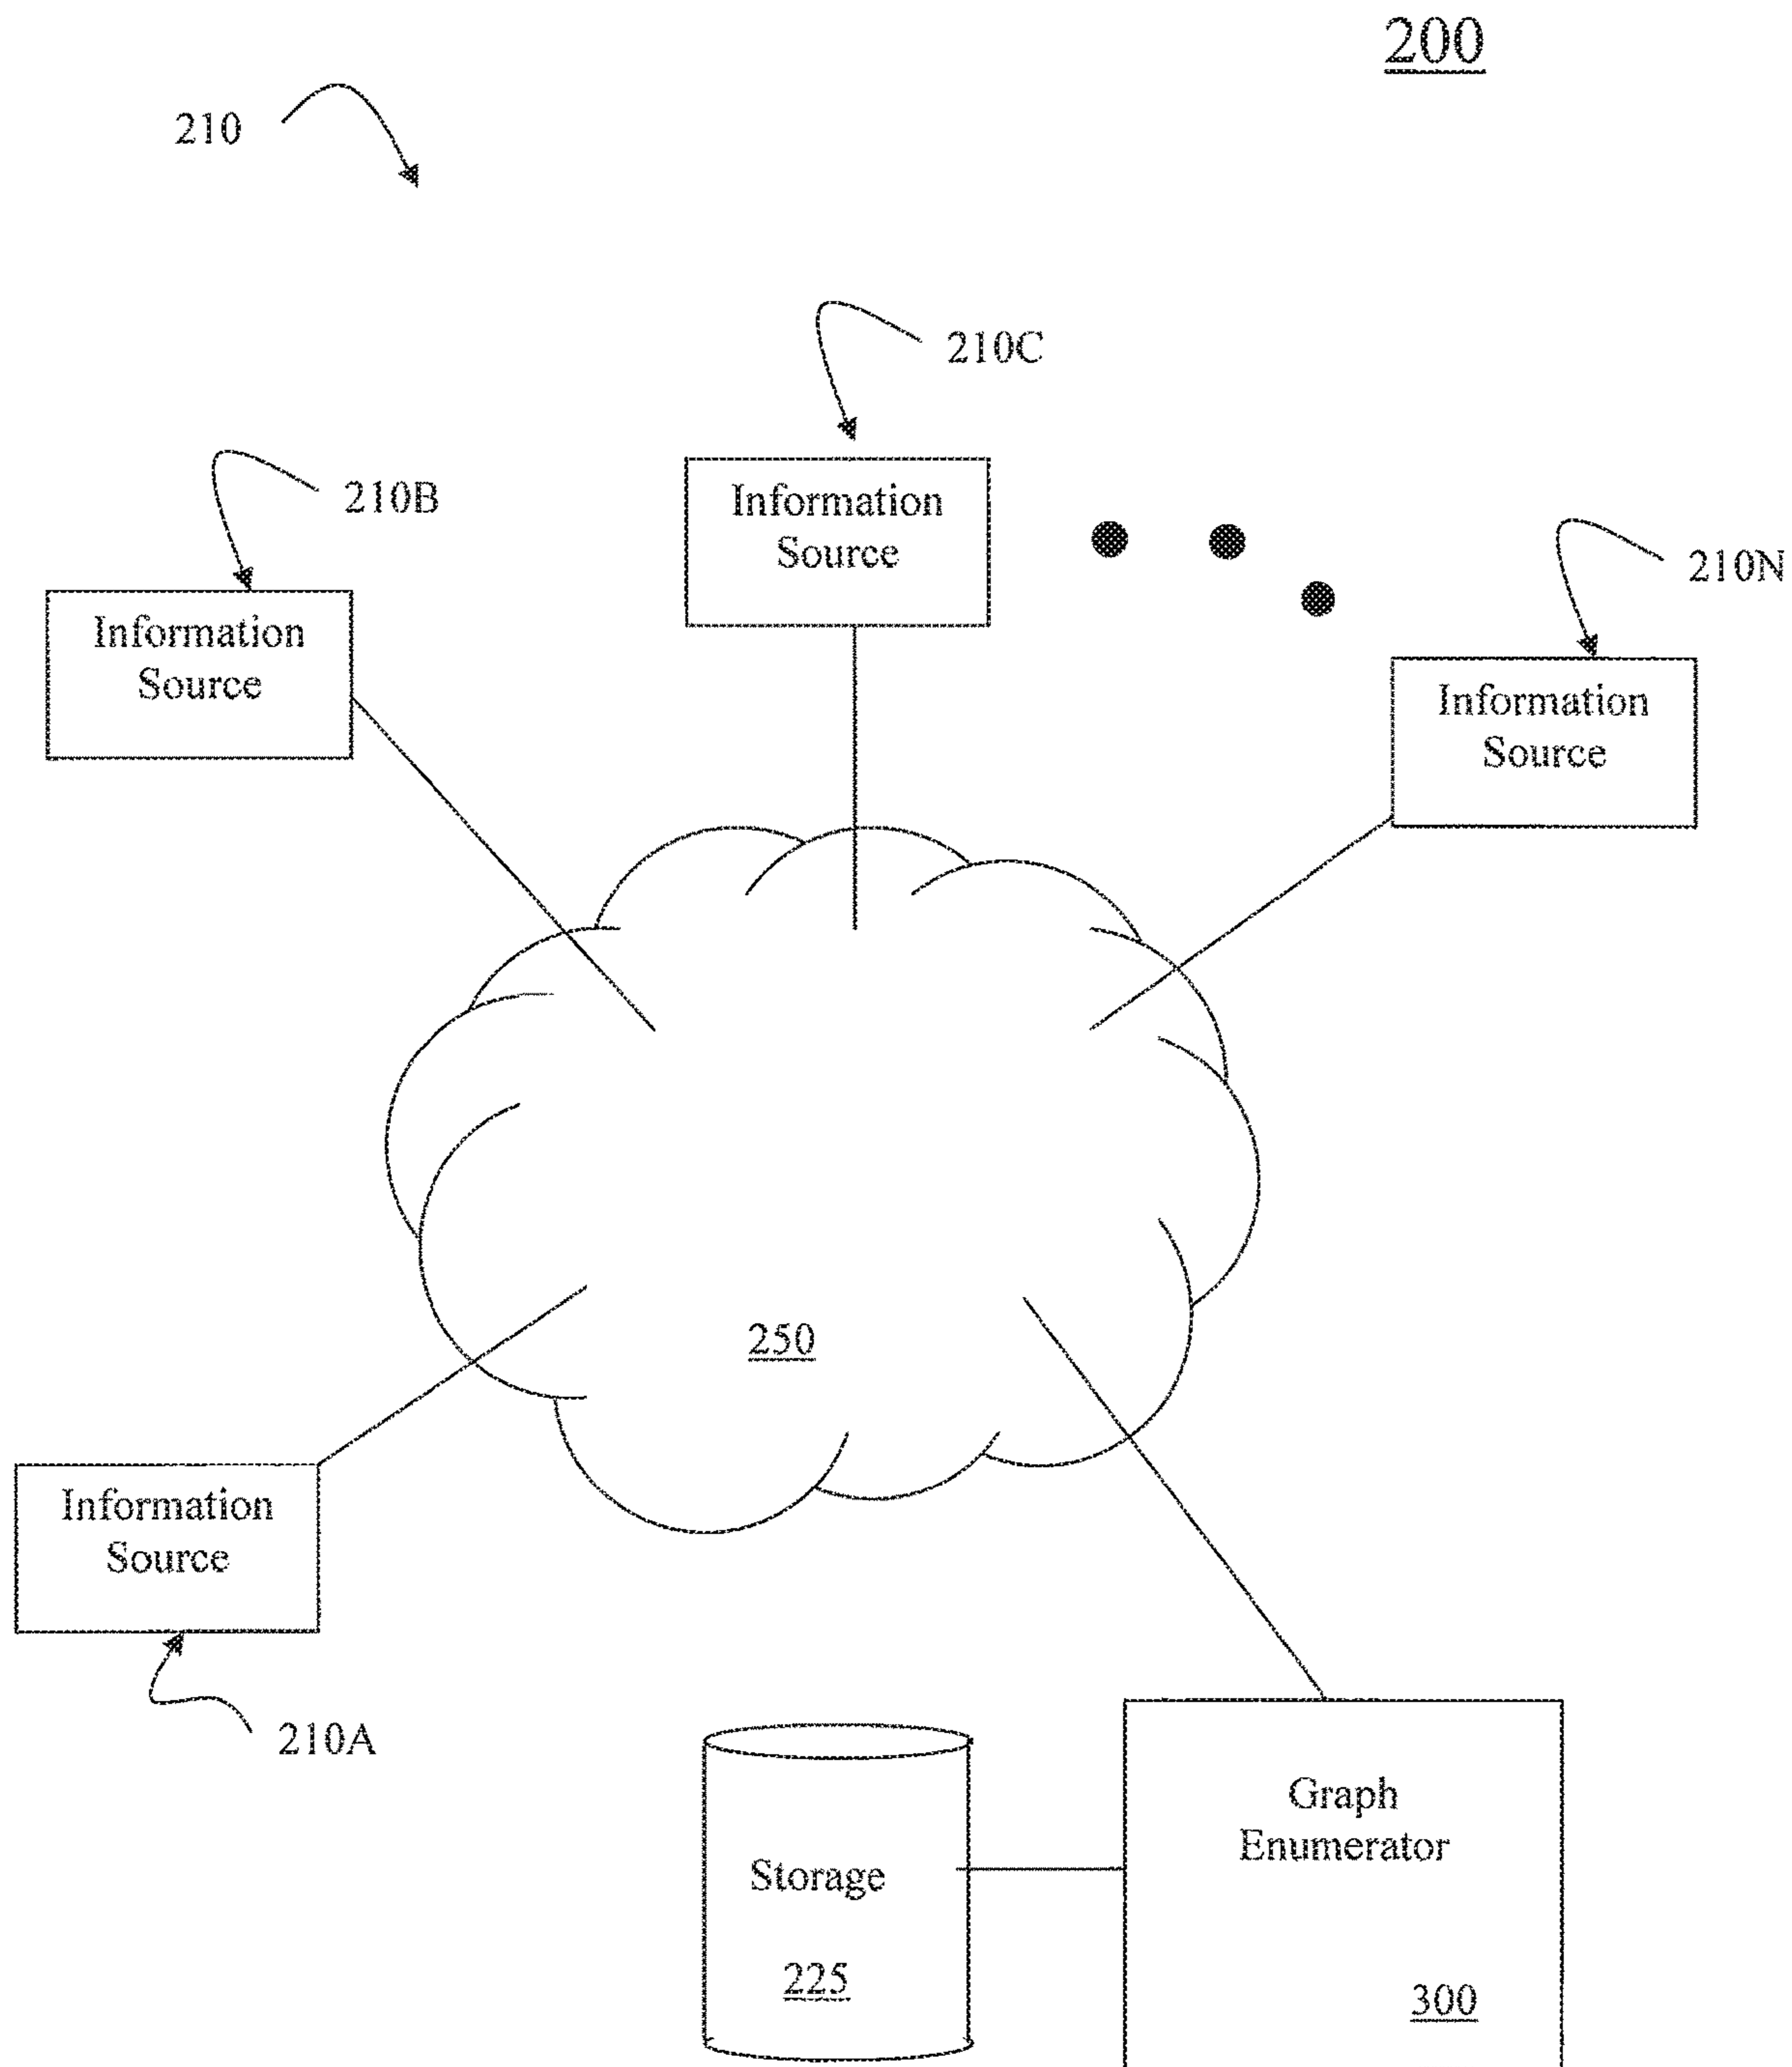 200
210
210C
210B
Information
Source
210N
Information
Source
Information
Source
250
Information
Source
210A
Graph
Enumerator
Storage
225
300